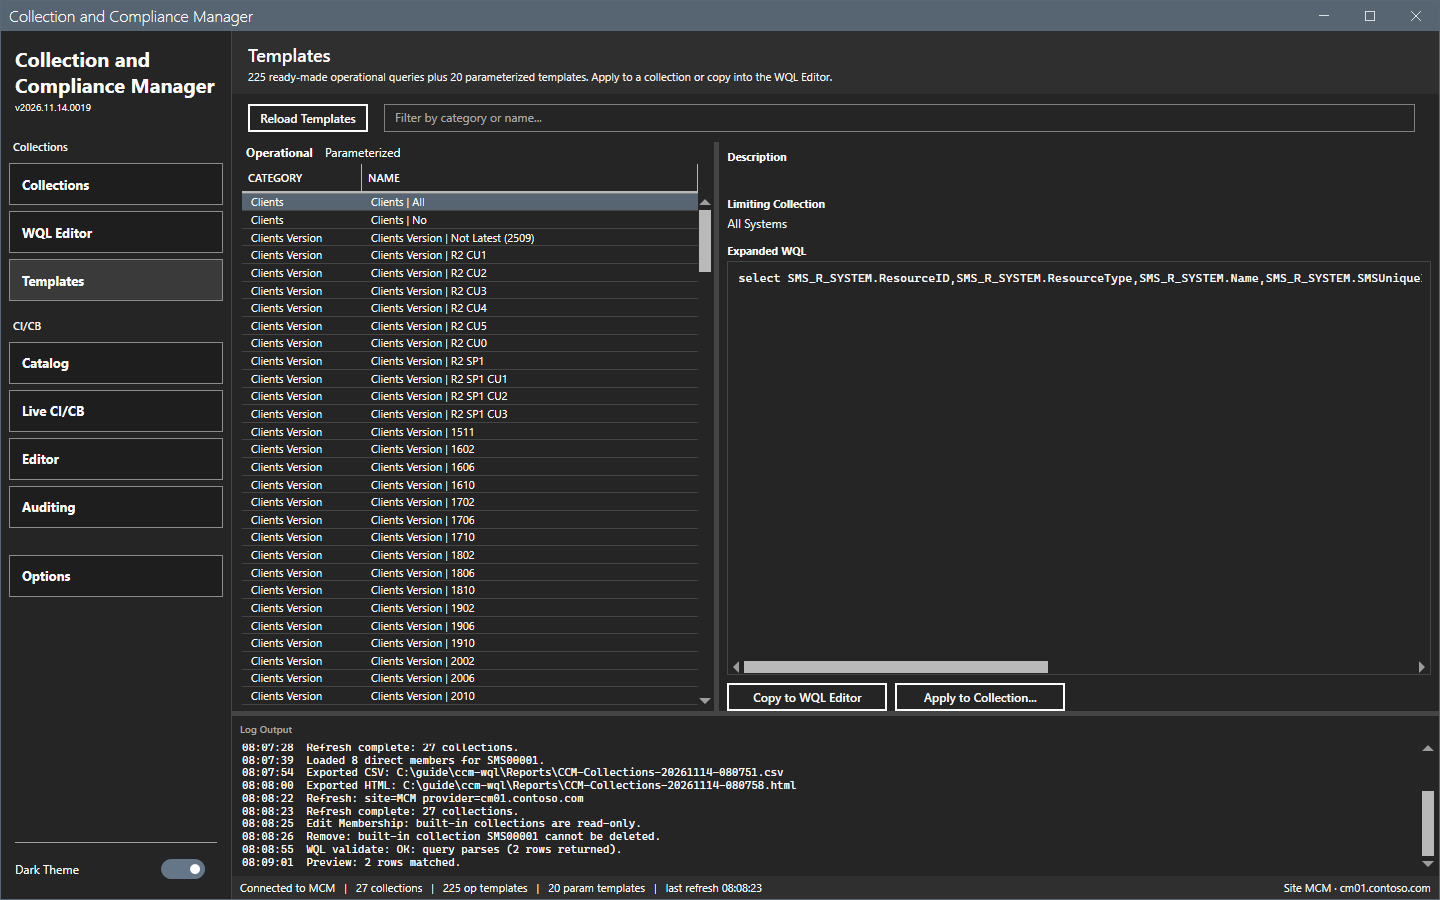 Collection and Compliance Manager
Collection and
Compliance Manager
v2026.11.14.0019
Collections
Collections
WQL Editor
Templates
CI/CB
Catalog
Live CI/CB
Editor
Auditing
Options
Dark Theme
Templates
225 ready-made operational queries plus 20 parameterized templates. Apply to a collection or copy into the WQL Editor.
Reload Templates
Filter by category or name...
Operational Parameterized
CATEGORY NAME
Clients Clients | All
Clients Clients | No
Clients Version Clients Version | Not Latest (2509)
Clients Version Clients Version | R2 CU1
Clients Version Clients Version | R2 CU2
Clients Version Clients Version | R2 CU3
Clients Version Clients Version | R2 CU4
Clients Version Clients Version | R2 CU5
Clients Version Clients Version | R2 CU0
Clients Version Clients Version | R2 SP1
Clients Version Clients Version | R2 SP1 CU1
Clients Version Clients Version | R2 SP1 CU2
Clients Version Clients Version | R2 SP1 CU3
Clients Version Clients Version | 1511
Clients Version Clients Version | 1602
Clients Version Clients Version | 1606
Clients Version Clients Version | 1610
Clients Version Clients Version | 1702
Clients Version Clients Version | 1706
Clients Version Clients Version | 1710
Clients Version Clients Version | 1802
Clients Version Clients Version | 1806
Clients Version Clients Version | 1810
Clients Version Clients Version | 1902
Clients Version Clients Version | 1906
Clients Version Clients Version | 1910
Clients Version Clients Version | 2002
Clients Version Clients Version | 2006
Clients Version Clients Version | 2010
Description
Limiting Collection
All Systems
Expanded WQL
select SMS_R_SYSTEM.ResourceID,SMS_R_SYSTEM.ResourceType,SMS_R_SYSTEM.Name,SMS_R_SYSTEM.SMSUnique
Copy to WQL Editor
Apply to Collection...
Log Output
08:07:28 Refresh complete: 27 collections.
08:07:39 Loaded 8 direct members for SMS00001.
08:07:54 Exported CSV: C:\guide\ccm-wql\Reports\CCM-Collections-20261114-080751.csv
08:08:00 Exported HTML: C:\guide\ccm-wql\Reports\CCM-Collections-20261114-080758.html
08:08:22 Refresh: site=MCM provider=cm01.contoso.com
08:08:23 Refresh complete: 27 collections.
08:08:25 Edit Membership: built-in collections are read-only.
08:08:26 Remove: built-in collection SMS00001 cannot be deleted.
08:08:55 WQL validate: OK: query parses (2 rows returned).
08:09:01 Preview: 2 rows matched.
Connected to MCM | 27 collections | 225 op templates | 20 param templates | last refresh 08:08:23
Site MCM · cm01.contoso.com